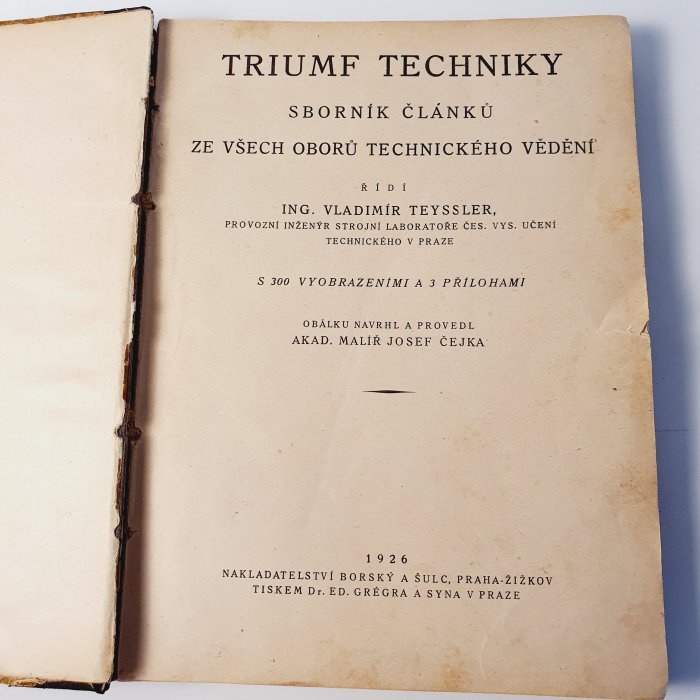 TRIUMF TECHNIKY
SBORNÍK ČLÁNKŮ
ZE VŠECH OBORŮ TECHNICKÉHO VĚDĚNÍ
ŘÍDÍ
ING. VLADIMÍR TEYSSLER,
PROVOZNÍ INŽENÝR STROJNÍ LABORATOŘE ČES. VYS. UČENÍ
TECHNICKÉHO V PRAZE
S 300 VYOBRAZENÍMI A 3 PŘÍLOHAMI
OBÁLKU NAVRHL A PROVEDL
AKAD. MALÍŘ JOSEF ČEJKA
1926
NAKLADATELSTVÍ BORSKÝ A ŠULC, PRAHA-ŽIŽKOV
TISKEM Dr. ED. GRÉGRA A SYNA V PRAZE